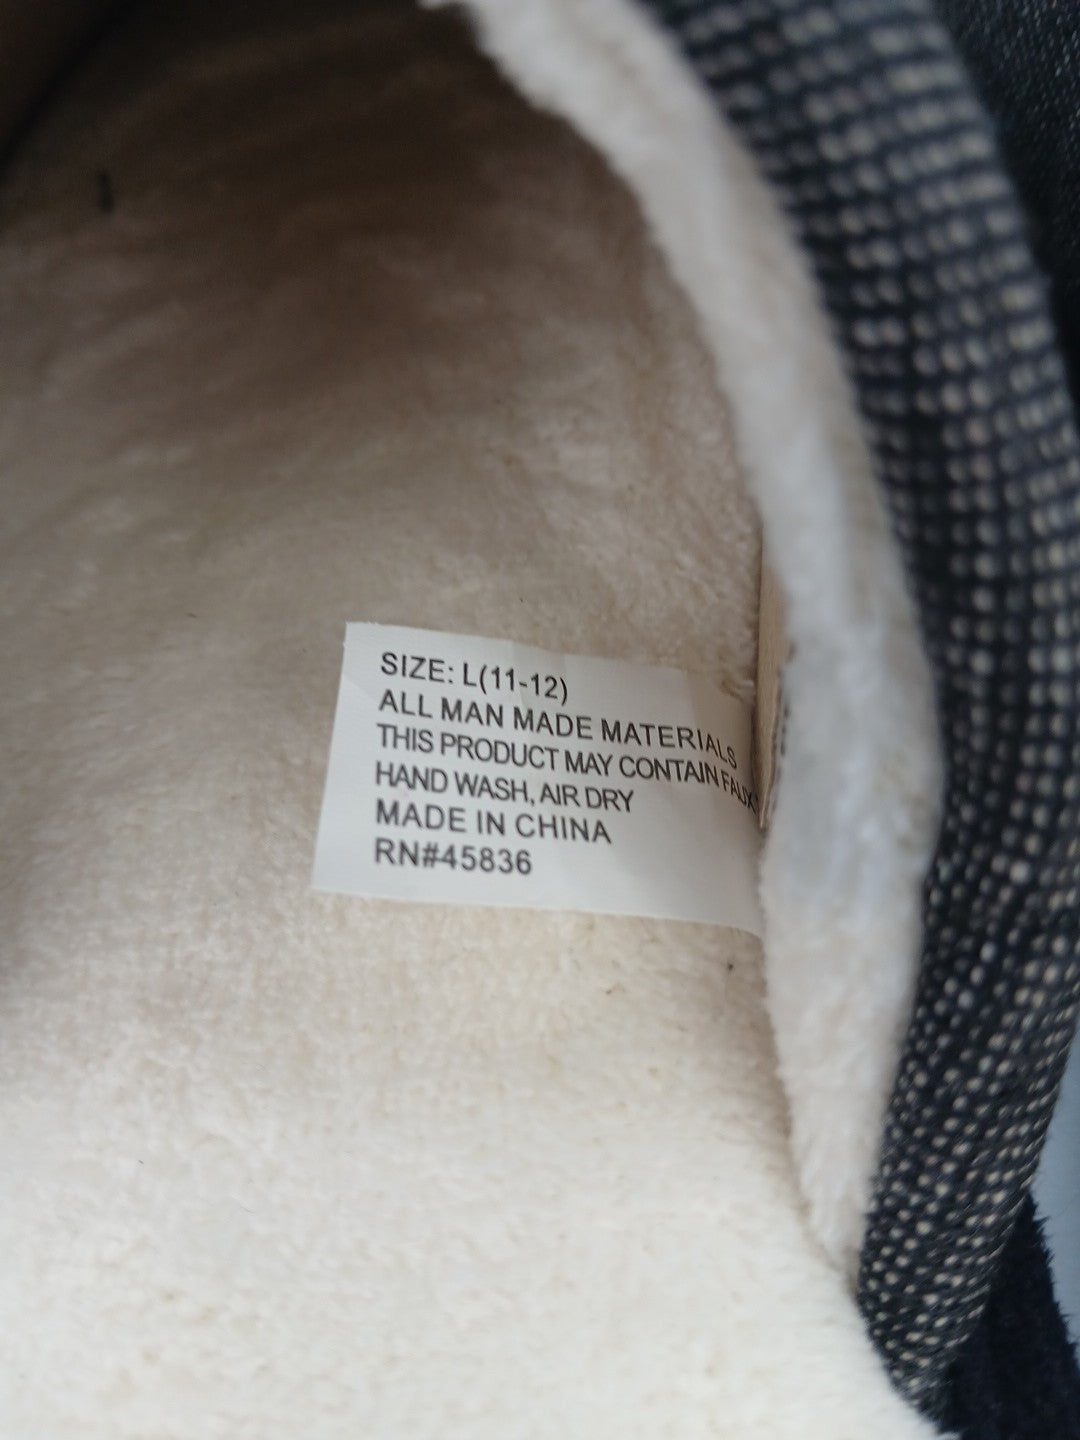 SIZE: L(11-12)
ALL MAN MADE MATERIALS
THIS PRODUCT MAY CONTAIN FAUX
HAND WASH, AIR DRY
MADE IN CHINA
RN#45836